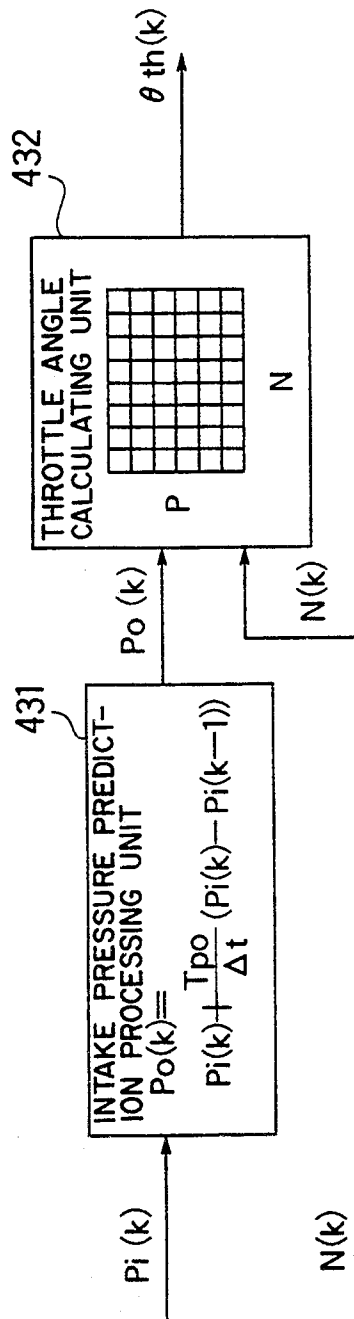 Pi (k)
431
INTAKE PRESSURE PREDICT-
ION PROCESSING UNIT
Po(k)=
Pi(k)+Tpo/Δt(Pi(k)−Pi(k−1))
Po (k)
432
THROTTLE ANGLE
CALCULATING UNIT
P
N
θ th(k)
N(k)
N(k)